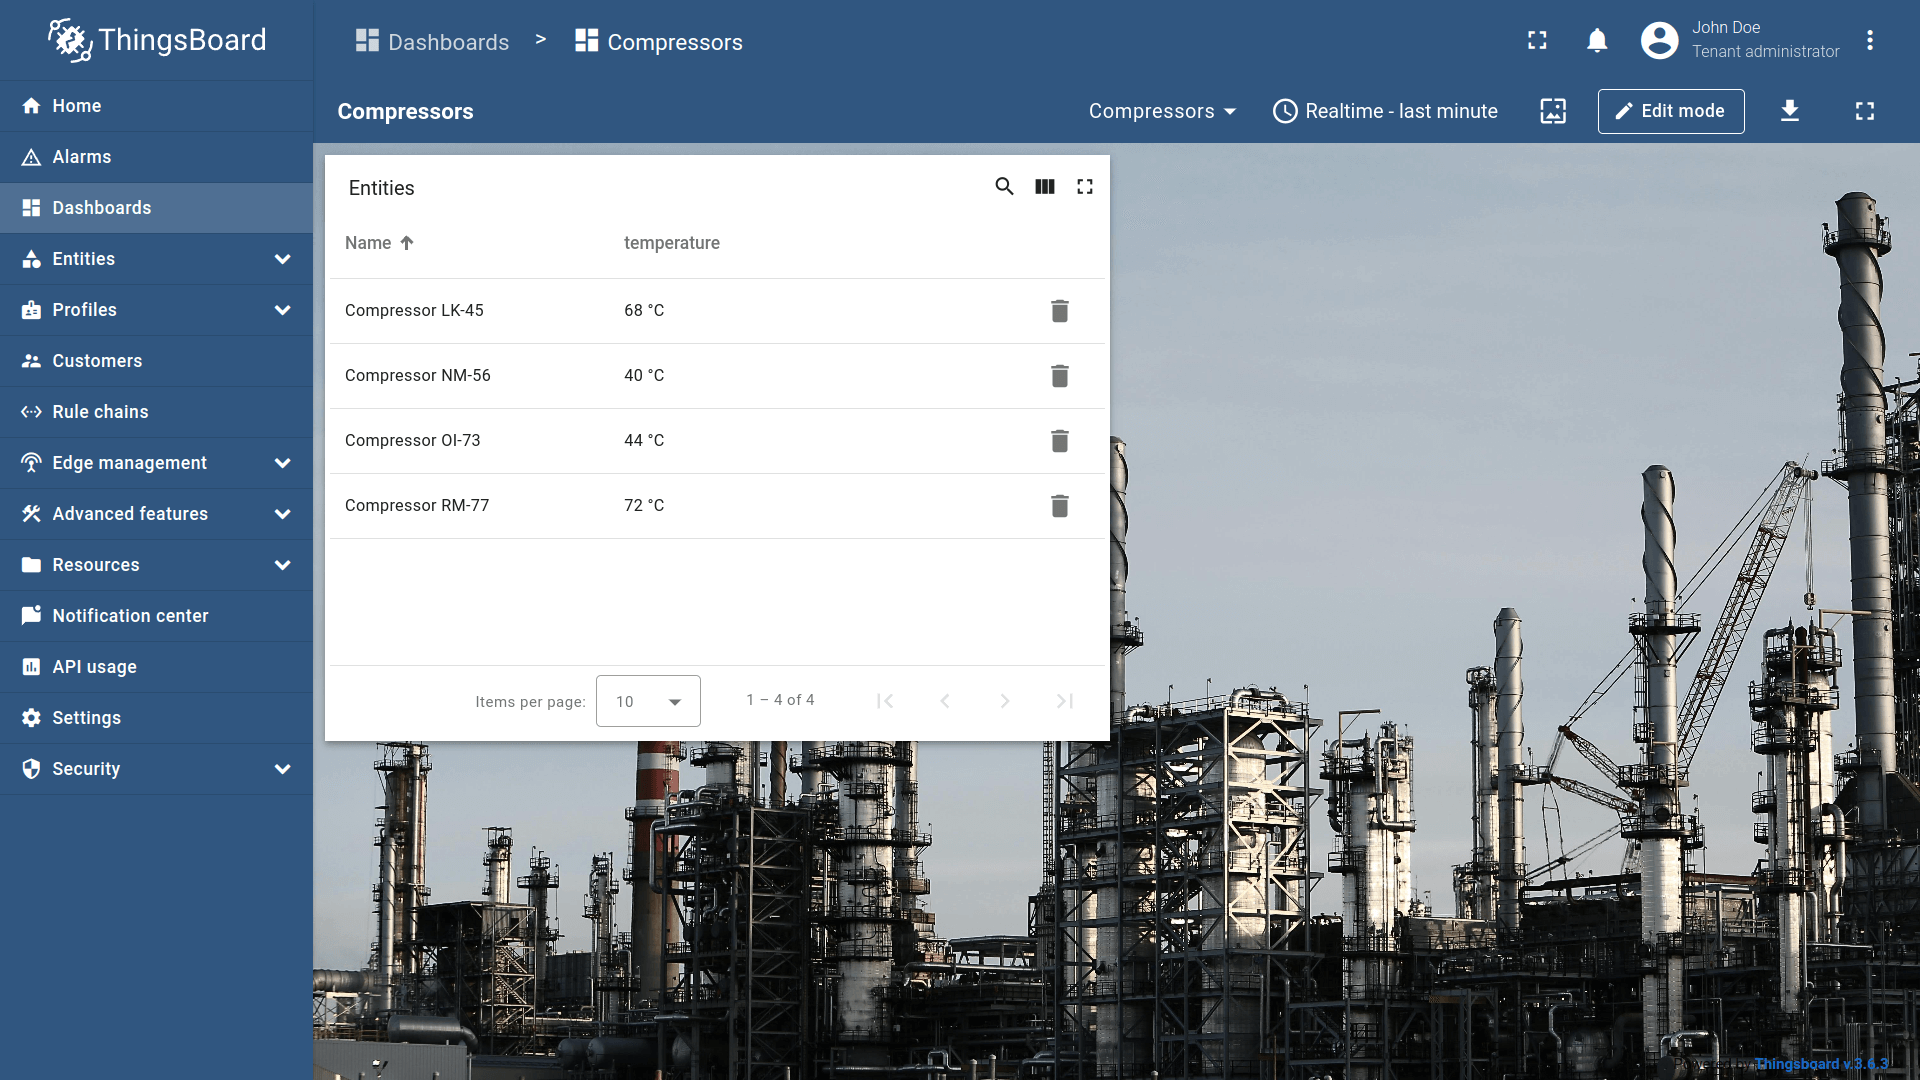 ThingsBoard
Dashboards > Compressors
John Doe
Tenant administrator
Home
Alarms
Dashboards
Entities
Profiles
Customers
Rule chains
Edge management
Advanced features
Resources
Notification center
API usage
Settings
Security
Compressors
Compressors
Realtime - last minute
Edit mode
Entities
Name temperature
Compressor LK-45 68 °C
Compressor NM-56 40 °C
Compressor OI-73 44 °C
Compressor RM-77 72 °C
Items per page: 10 1 – 4 of 4
Powered by Thingsboard v.3.6.3